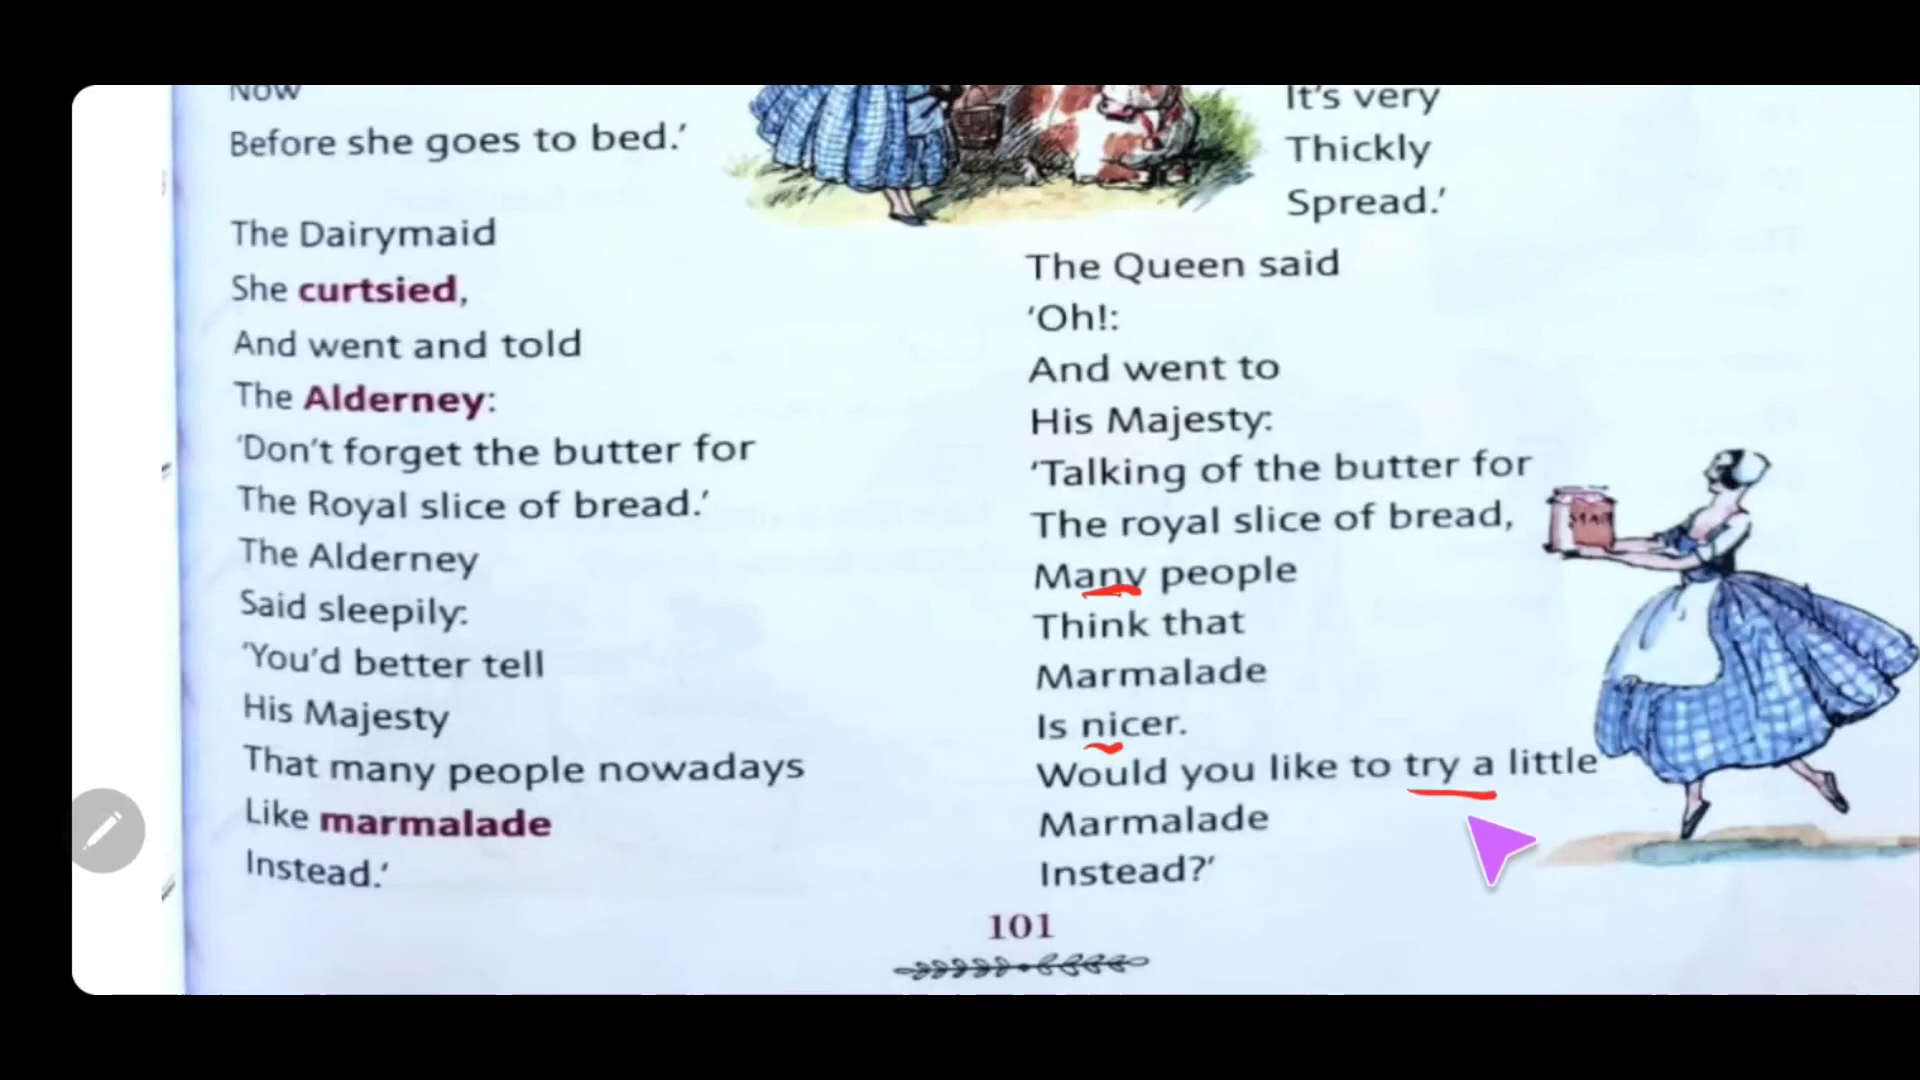 Now
Before she goes to bed.’
The Dairymaid
She curtsied,
And went and told
The Alderney:
‘Don’t forget the butter for
The Royal slice of bread.’
The Alderney
Said sleepily:
‘You’d better tell
His Majesty
That many people nowadays
Like marmalade
Instead.’
It’s very
Thickly
Spread.’
The Queen said
‘Oh!:
And went to
His Majesty:
‘Talking of the butter for
The royal slice of bread,
Many people
Think that
Marmalade
Is nicer.
Would you like to try a little
Marmalade
Instead?’
MAR
101